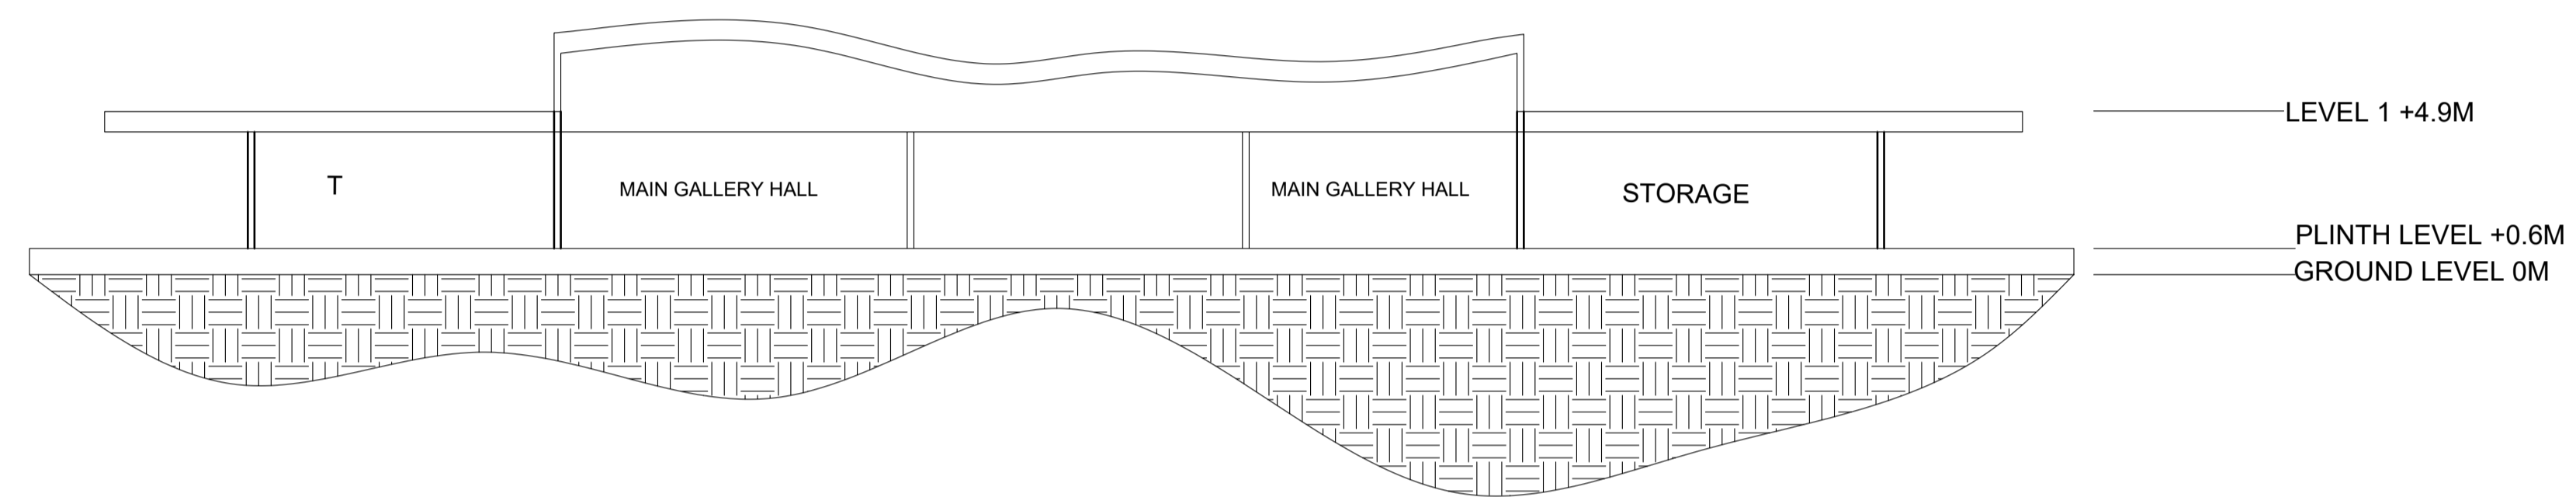 LEVEL 1 +4.9M
T
MAIN GALLERY HALL
MAIN GALLERY HALL
STORAGE
PLINTH LEVEL +0.6M
GROUND LEVEL 0M